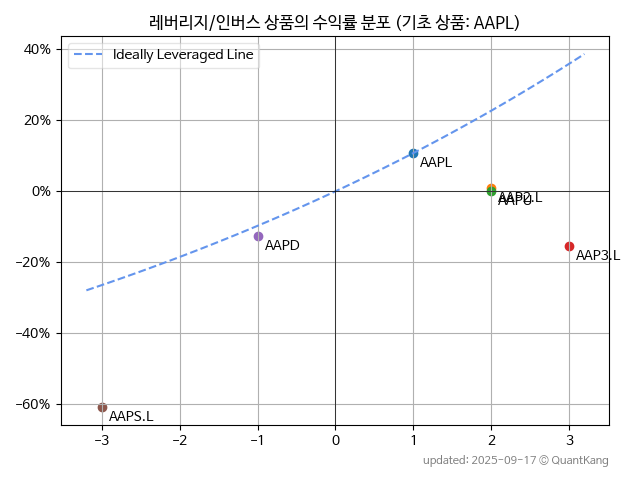 레버리지/인버스 상품의 수익률 분포 (기초 상품: AAPL)
40%
Ideally Leveraged Line
20%
AAPL
0%
AAP2.L
AAPU
AAPD
−20%
AAP3.L
−40%
−60%
AAPS.L
−3 −2 −1 0 1 2 3
updated: 2025-09-17 © QuantKang